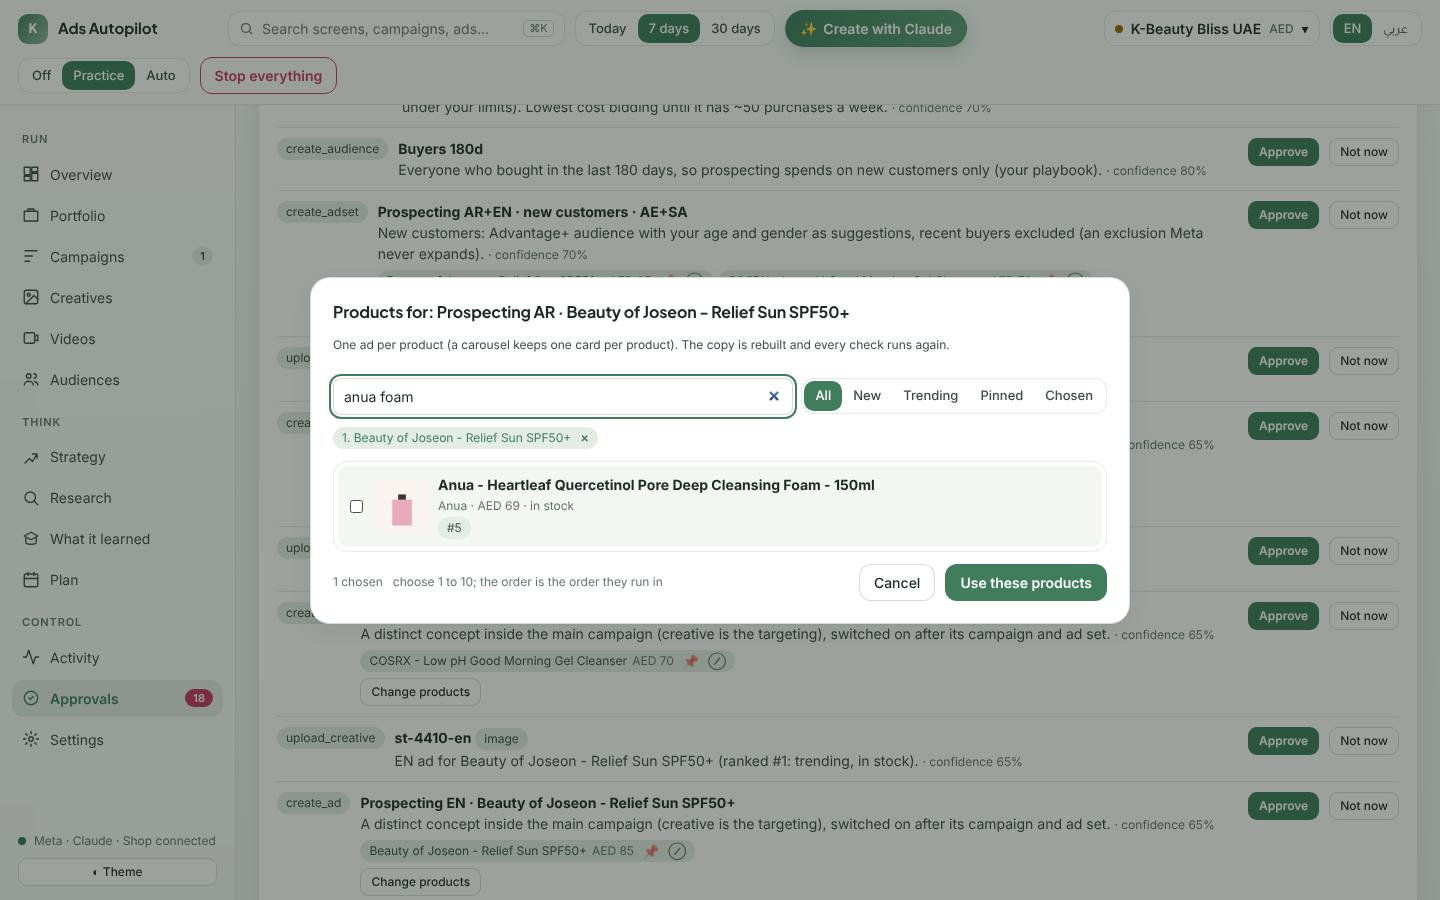 K Ads Autopilot
Search screens, campaigns, ads... ⌘K
Today 7 days 30 days
✨ Create with Claude
K-Beauty Bliss UAE AED ▾
EN عربي
Off Practice Auto
Stop everything
RUN
Overview
Portfolio
Campaigns 1
Creatives
Videos
Audiences
THINK
Strategy
Research
What it learned
Plan
CONTROL
Activity
Approvals 18
Settings
Meta · Claude · Shop connected
Theme
under your limits). Lowest cost bidding until it has ~50 purchases a week. · confidence 70%
create_audience Buyers 180d Approve Not now
Everyone who bought in the last 180 days, so prospecting spends on new customers only (your playbook). · confidence 80%
create_adset Prospecting AR+EN · new customers · AE+SA Approve Not now
New customers: Advantage+ audience with your age and gender as suggestions, recent buyers excluded (an exclusion Meta
never expands). · confidence 70%
Products for: Prospecting AR · Beauty of Joseon - Relief Sun SPF50+
One ad per product (a carousel keeps one card per product). The copy is rebuilt and every check runs again.
anua foam ✕
All New Trending Pinned Chosen
1. Beauty of Joseon - Relief Sun SPF50+ ×
Anua - Heartleaf Quercetinol Pore Deep Cleansing Foam - 150ml
Anua · AED 69 · in stock
#5
1 chosen choose 1 to 10; the order is the order they run in
Cancel Use these products
uplo Approve Not now
crea Approve Not now
confidence 65%
uplo Approve Not now
crea Approve Not now
A distinct concept inside the main campaign (creative is the targeting), switched on after its campaign and ad set. · confidence 65%
COSRX - Low pH Good Morning Gel Cleanser AED 70
Change products
upload_creative st-4410-en image Approve Not now
EN ad for Beauty of Joseon - Relief Sun SPF50+ (ranked #1: trending, in stock). · confidence 65%
create_ad Prospecting EN · Beauty of Joseon - Relief Sun SPF50+ Approve Not now
A distinct concept inside the main campaign (creative is the targeting), switched on after its campaign and ad set. · confidence 65%
Beauty of Joseon - Relief Sun SPF50+ AED 85
Change products